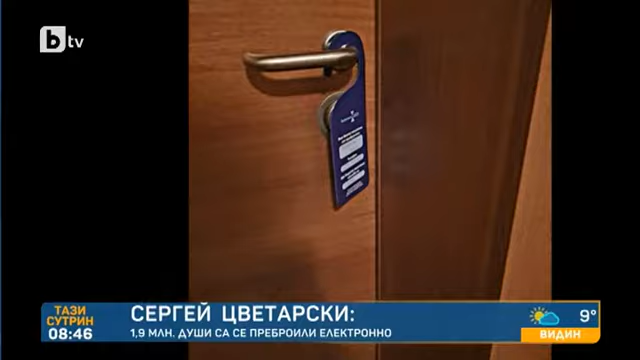 btv
ТАЗИ
СУТРИН
08:46
СЕРГЕЙ ЦВЕТАРСКИ:
1,9 МЛН. ДУШИ СА СЕ ПРЕБРОИЛИ ЕЛЕКТРОННО
9°
ВИДИН